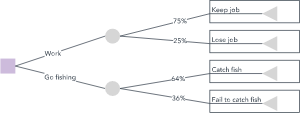 Keep job
75%
Work
25%
Lose job
Catch fish
64%
Go fishing
36%
Fail to catch fish